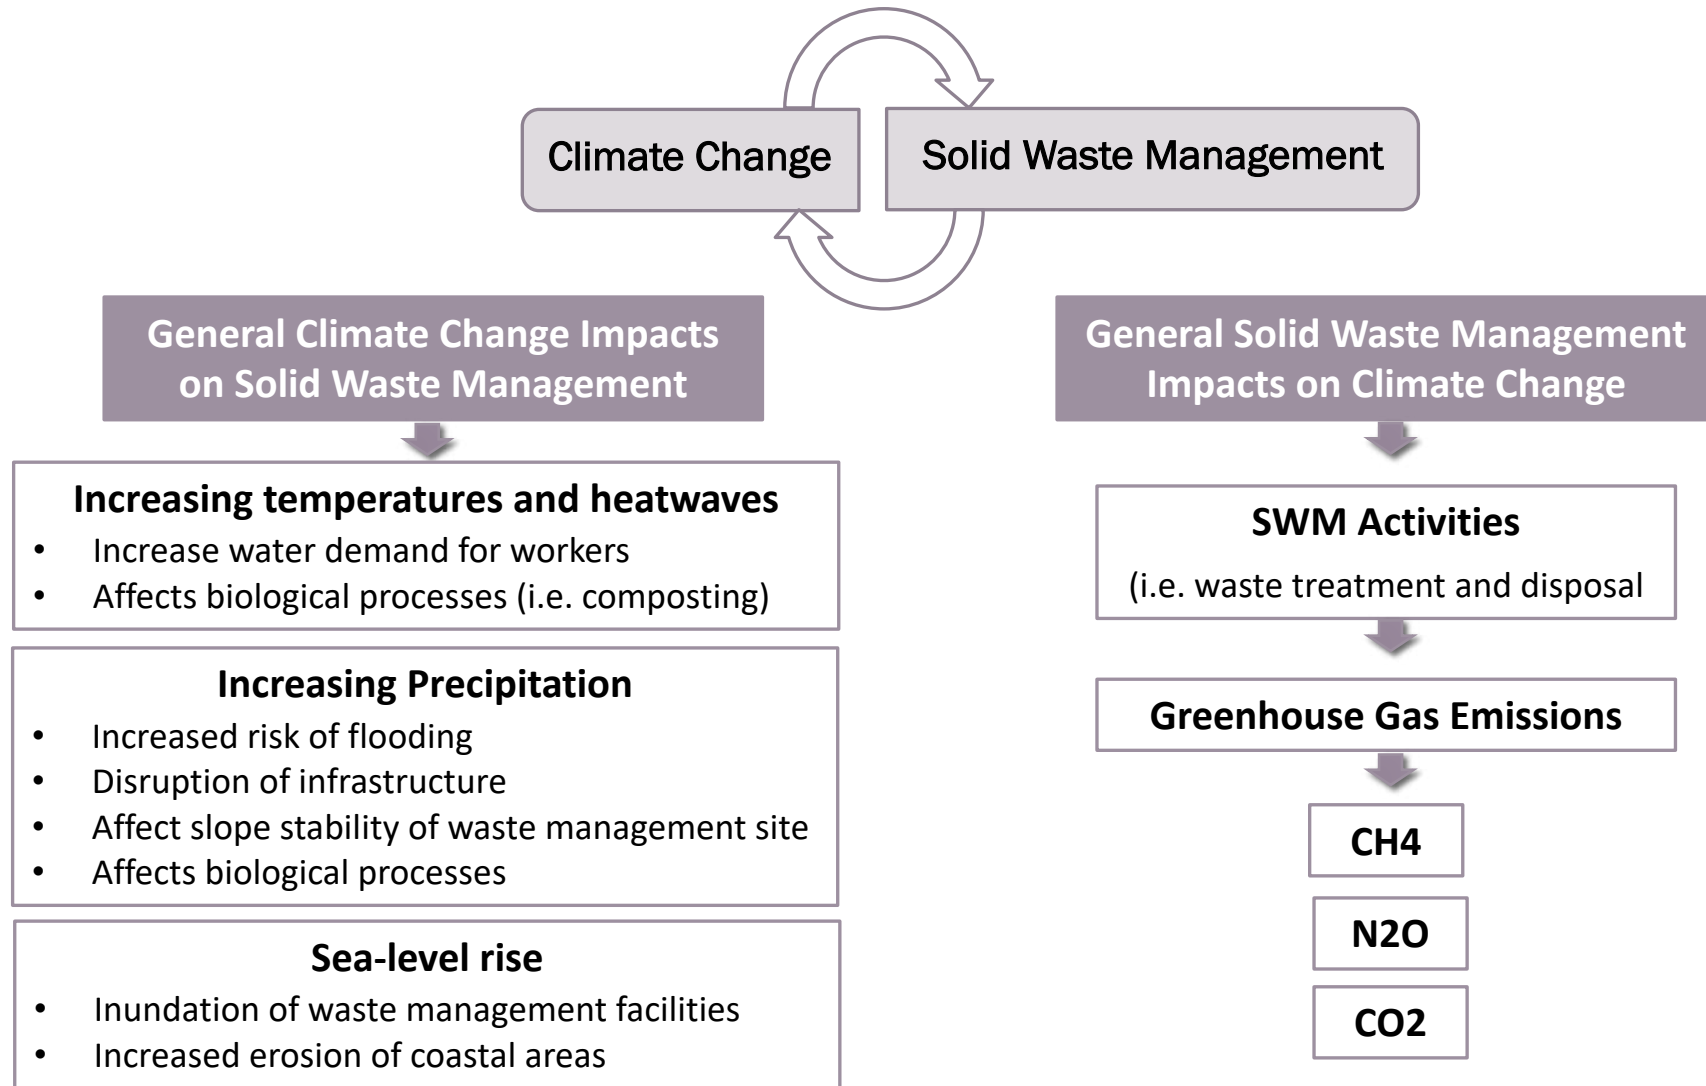 Climate Change
Solid Waste Management
General Climate Change Impacts
on Solid Waste Management
Increasing temperatures and heatwaves
• Increase water demand for workers
• Affects biological processes (i.e. composting)
Increasing Precipitation
• Increased risk of flooding
• Disruption of infrastructure
• Affect slope stability of waste management site
• Affects biological processes
Sea-level rise
• Inundation of waste management facilities
• Increased erosion of coastal areas
General Solid Waste Management
Impacts on Climate Change
SWM Activities
(i.e. waste treatment and disposal
Greenhouse Gas Emissions
CH4
N2O
CO2